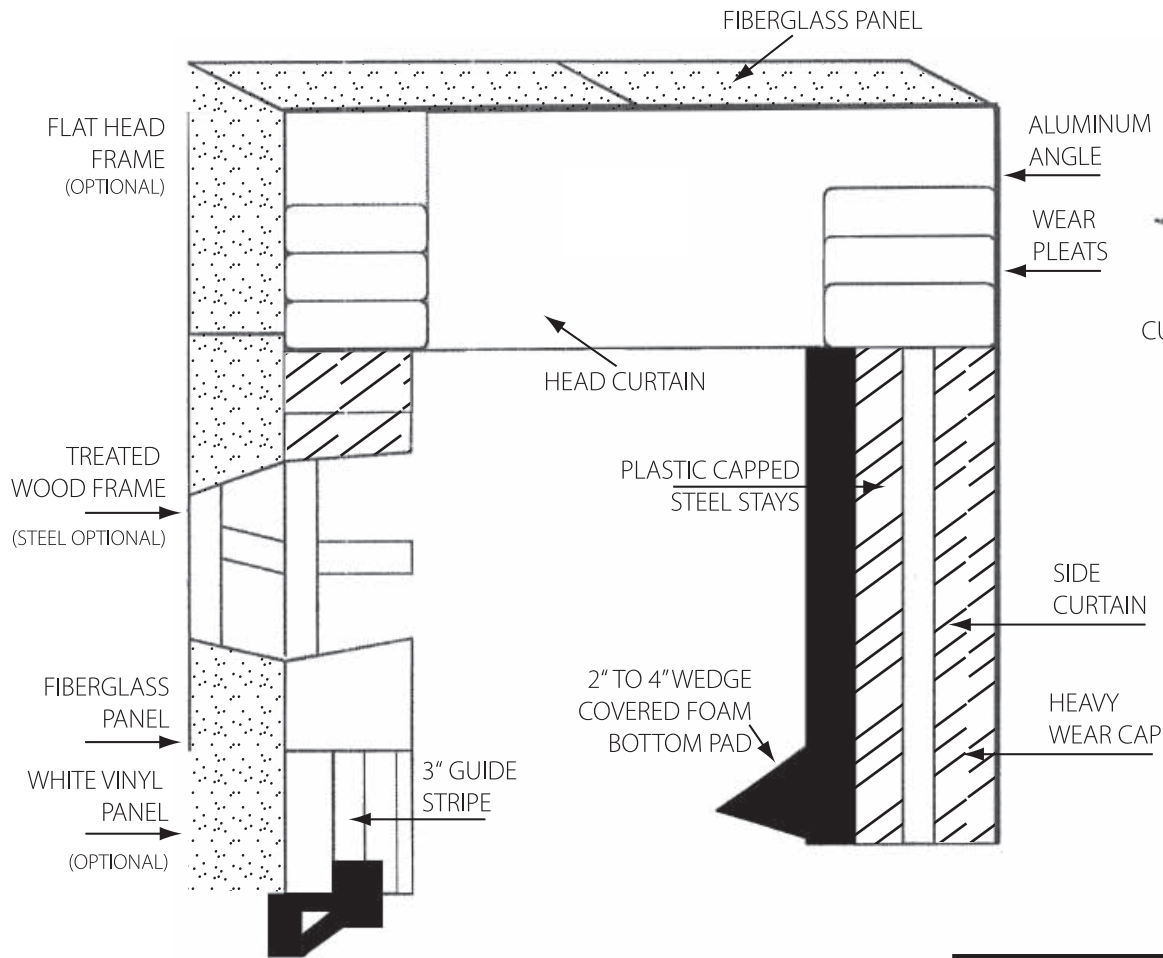 FIBERGLASS PANEL
FLAT HEAD
FRAME
(OPTIONAL)
ALUMINUM
ANGLE
WEAR
PLEATS
CU
HEAD CURTAIN
TREATED
WOOD FRAME
(STEEL OPTIONAL)
PLASTIC CAPPED
STEEL STAYS
SIDE
CURTAIN
FIBERGLASS
PANEL
2“ TO 4” WEDGE
COVERED FOAM
BOTTOM PAD
HEAVY
WEAR CAP
WHITE VINYL
PANEL
(OPTIONAL)
3“ GUIDE
STRIPE